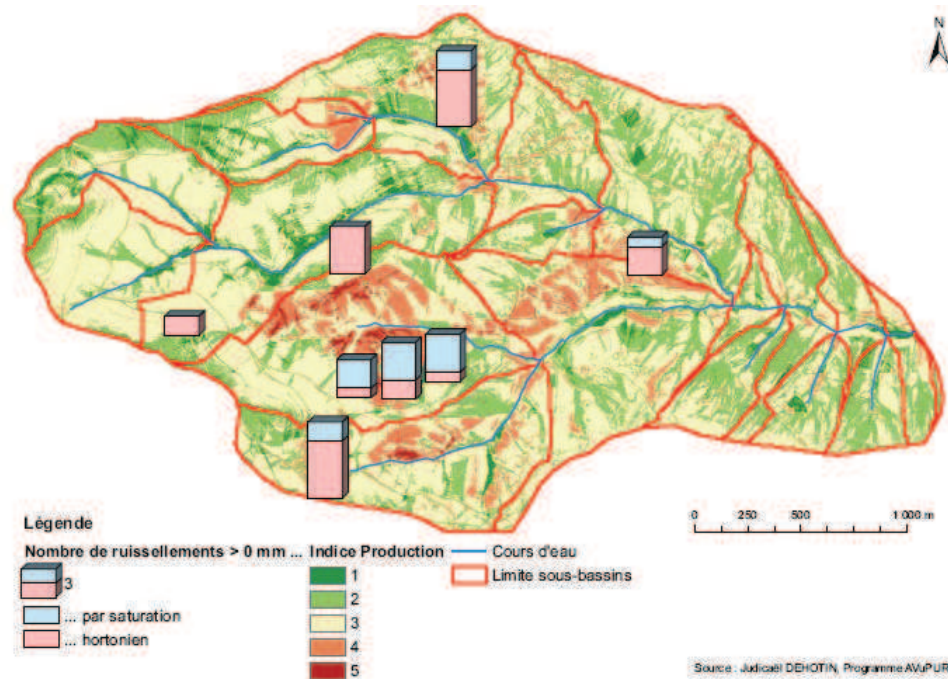 N
Légende
Nombre de ruissellements > 0 mm ...
3
... par saturation
... hortonien
Indice Production
1
2
3
4
5
Cours d'eau
Limite sous-bassins
0 250 500 1 000 m
Source : Judicaël DEHOTIN, Programme AVuPUR